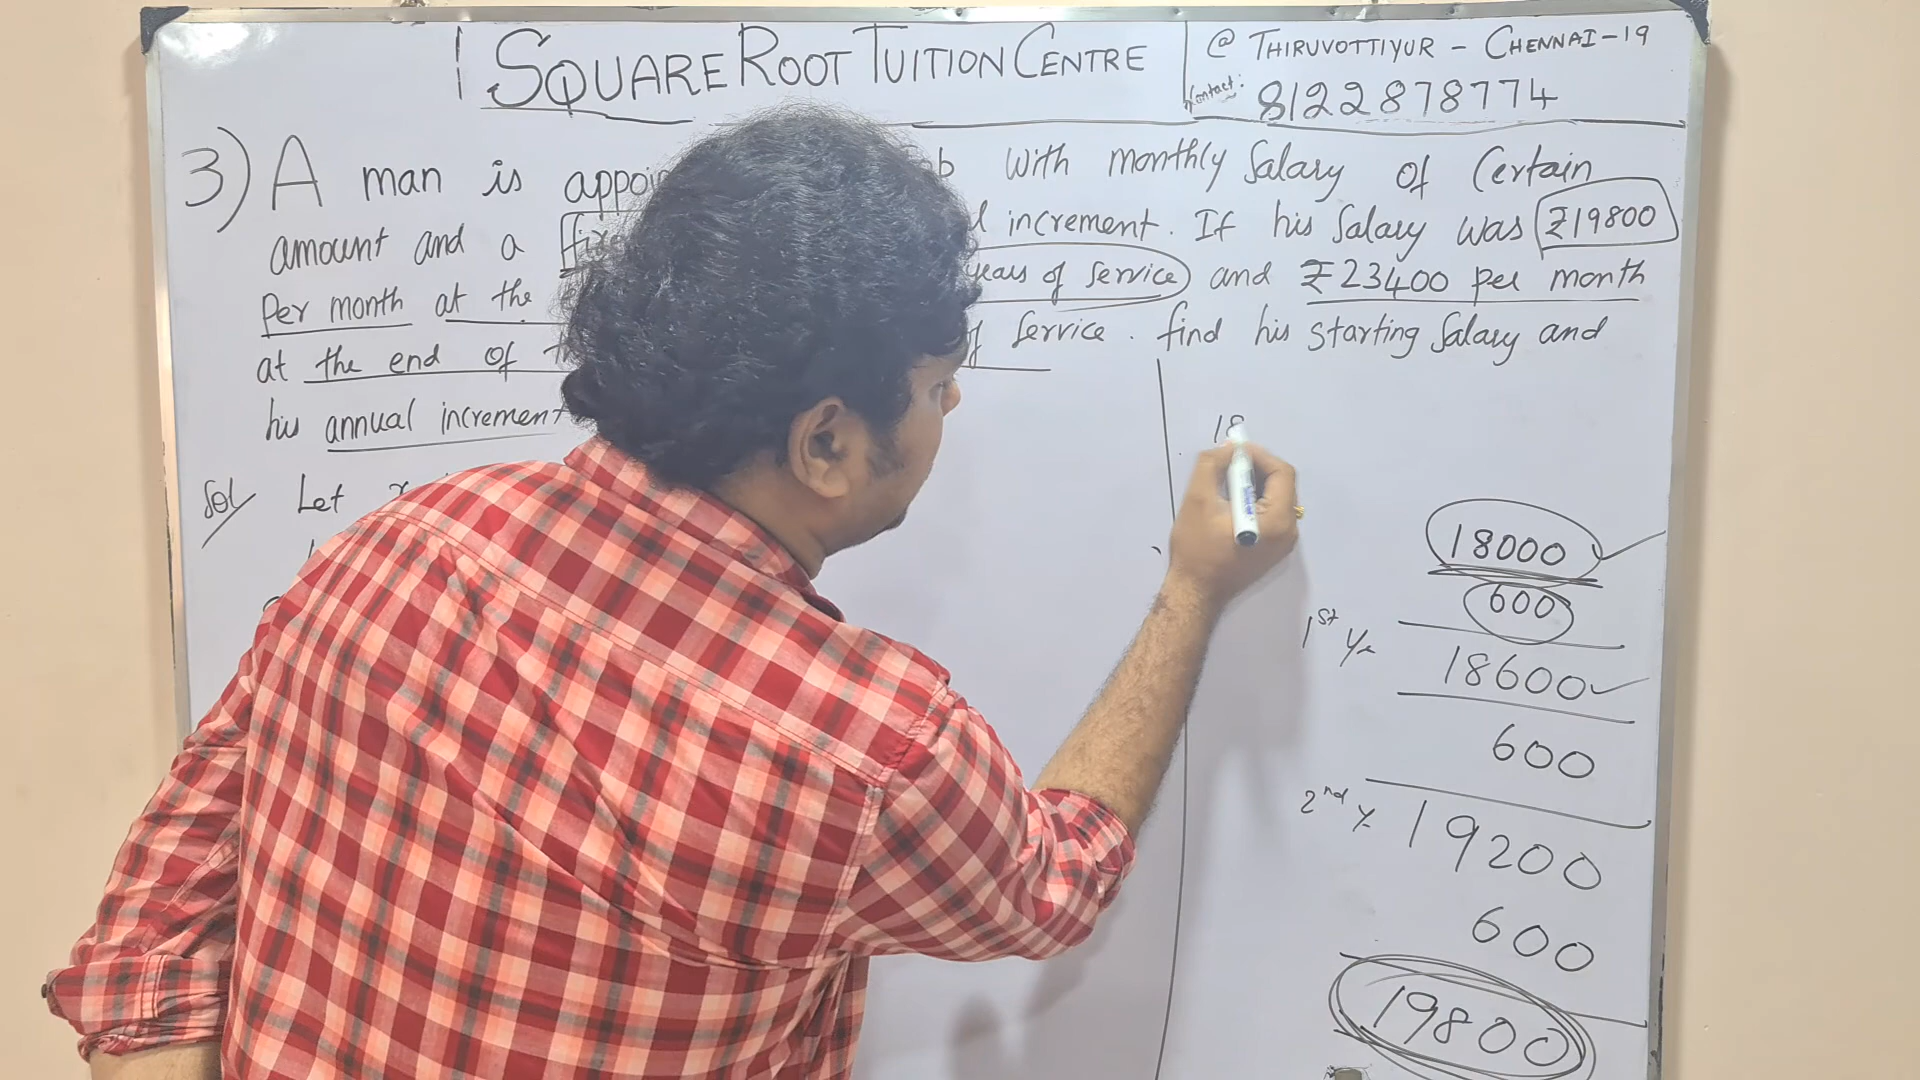 SQUARE ROOT TUITION CENTRE
@ THIRUVOTTIYUR - CHENNAI-19
Contact: 8122878774
3) A man is with monthly Salary of Certain
amount and a increment. If his Salary was ₹19800
Per month at the years of Service and ₹23400 per month
at the end of Service. find his starting Salary and
his annual increment
Sol Let
18
18000
600
1st Yr 18600
600
2nd Yr 19200
600
19800